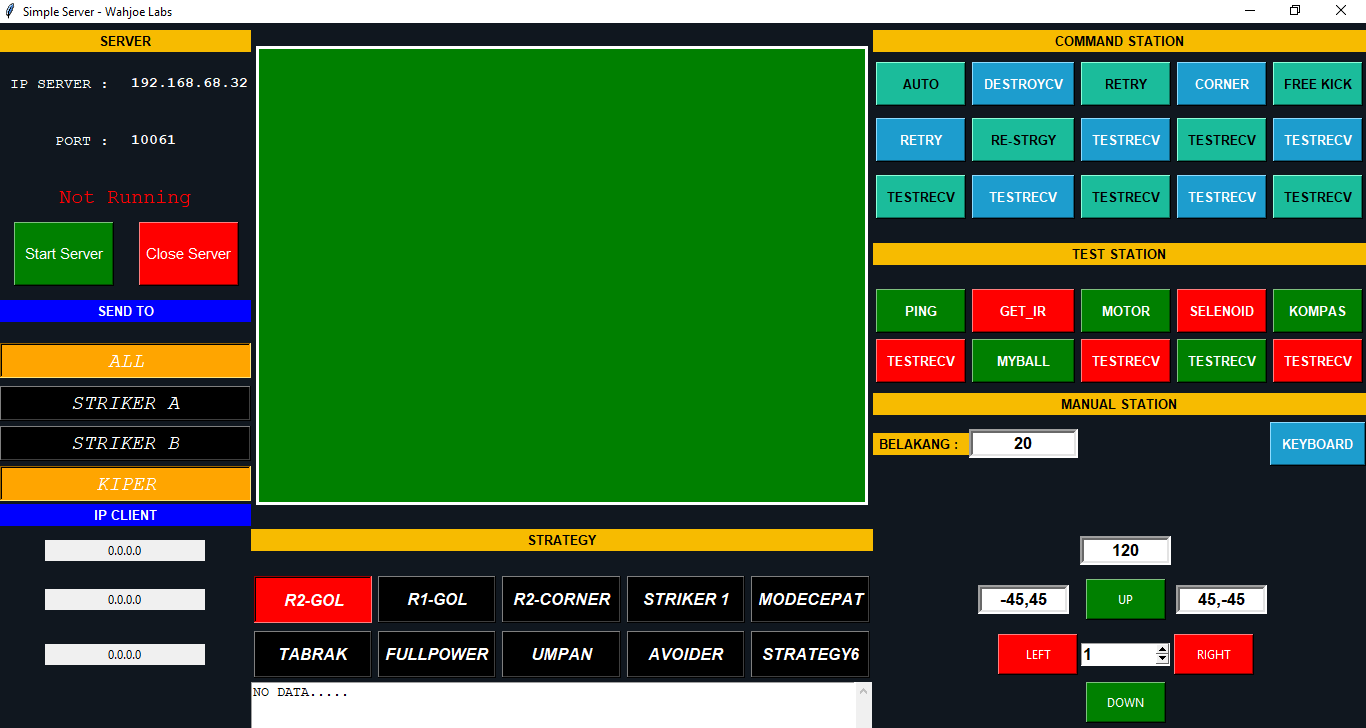 Simple Server - Wahjoe Labs
SERVER
IP SERVER : 192.168.68.32
PORT : 10061
Not Running
Start Server Close Server
SEND TO
ALL
STRIKER A
STRIKER B
KIPER
IP CLIENT
0.0.0.0
0.0.0.0
0.0.0.0
STRATEGY
R2-GOL R1-GOL R2-CORNER STRIKER 1 MODECEPAT
TABRAK FULLPOWER UMPAN AVOIDER STRATEGY6
NO DATA.....
COMMAND STATION
AUTO DESTROYCV RETRY CORNER FREE KICK
RETRY RE-STRGY TESTRECV TESTRECV TESTRECV
TESTRECV TESTRECV TESTRECV TESTRECV TESTRECV
TEST STATION
PING GET_IR MOTOR SELENOID KOMPAS
TESTRECV MYBALL TESTRECV TESTRECV TESTRECV
MANUAL STATION
BELAKANG : 20 KEYBOARD
120
-45,45 UP 45,-45
LEFT 1 RIGHT
DOWN